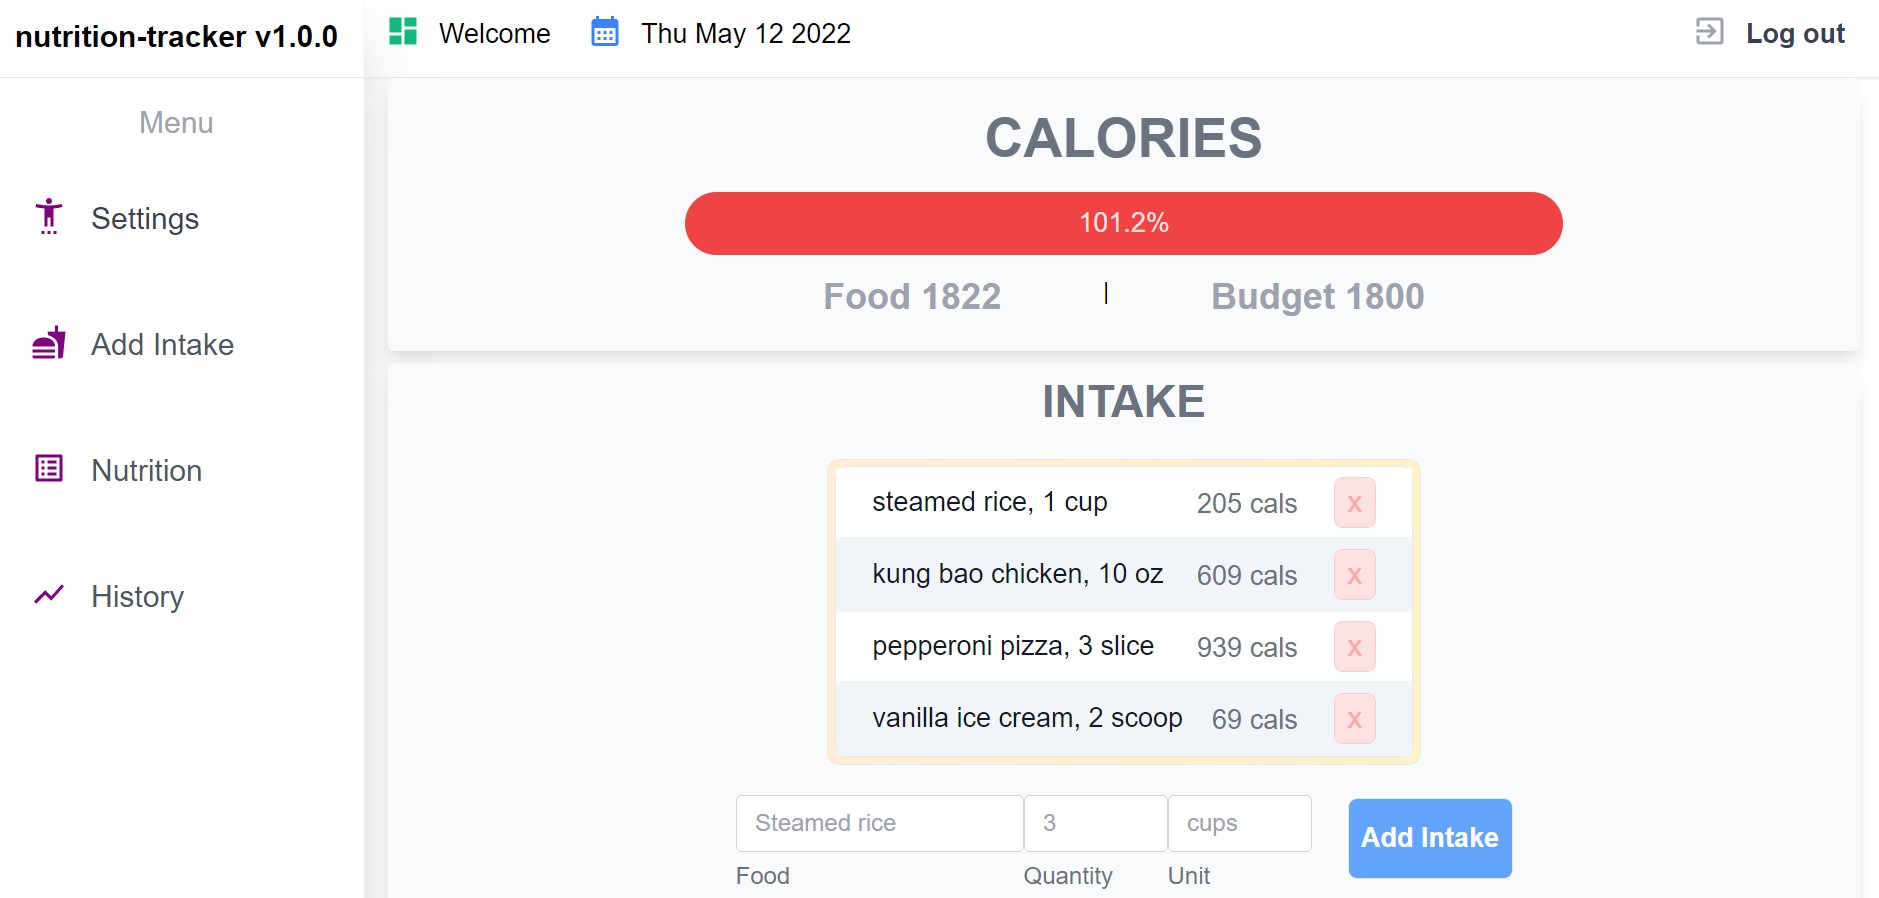 nutrition-tracker v1.0.0
Welcome
Thu May 12 2022
Log out
Menu
Settings
Add Intake
Nutrition
History
CALORIES
101.2%
Food 1822 | Budget 1800
INTAKE
steamed rice, 1 cup 205 cals X
kung bao chicken, 10 oz 609 cals X
pepperoni pizza, 3 slice 939 cals X
vanilla ice cream, 2 scoop 69 cals X
Steamed rice 3 cups
Food Quantity Unit
Add Intake